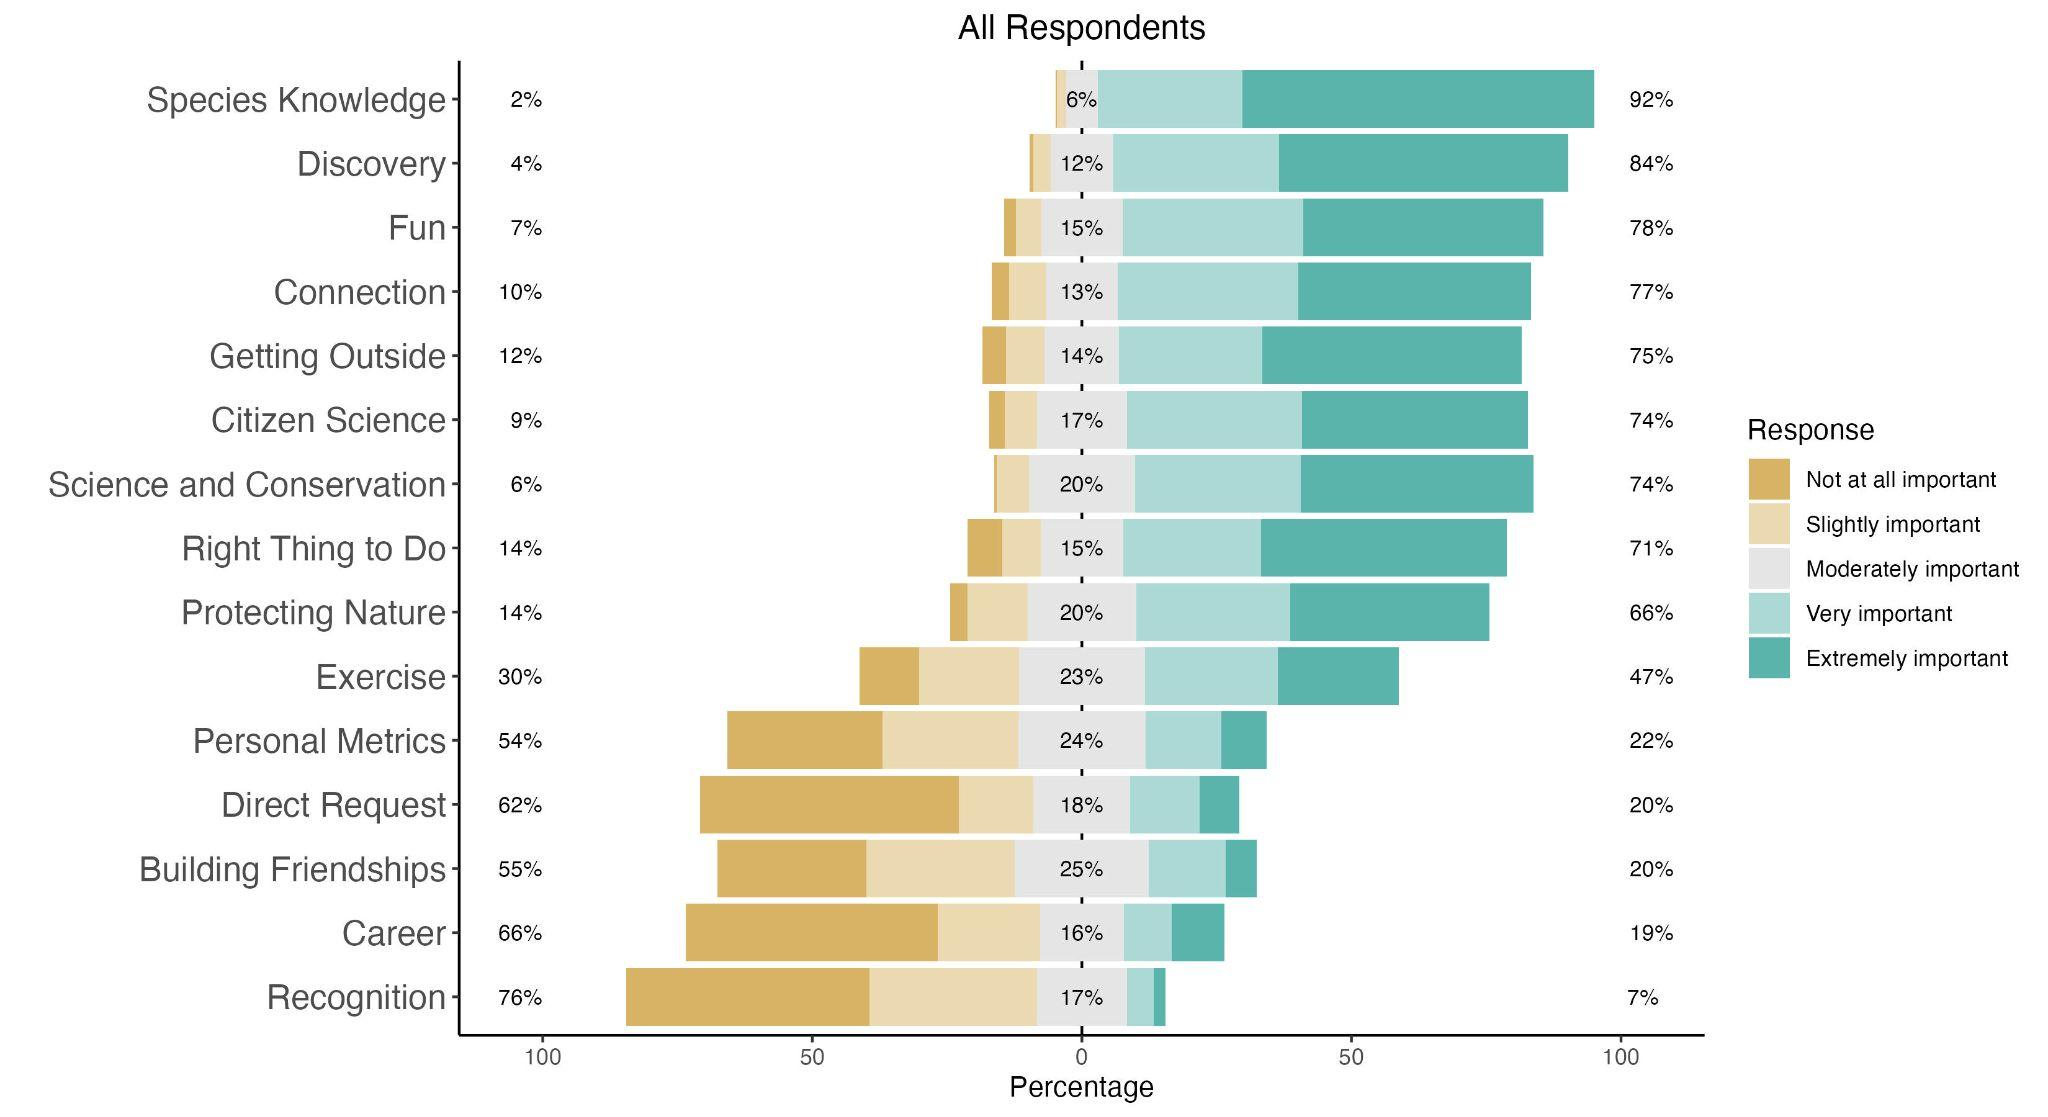 All Respondents
Species Knowledge 2% 6% 92%
Discovery 4% 12% 84%
Fun 7% 15% 78%
Connection 10% 13% 77%
Getting Outside 12% 14% 75%
Citizen Science 9% 17% 74%
Science and Conservation 6% 20% 74%
Right Thing to Do 14% 15% 71%
Protecting Nature 14% 20% 66%
Exercise 30% 23% 47%
Personal Metrics 54% 24% 22%
Direct Request 62% 18% 20%
Building Friendships 55% 25% 20%
Career 66% 16% 19%
Recognition 76% 17% 7%
100 50 0 50 100
Percentage
Response
Not at all important
Slightly important
Moderately important
Very important
Extremely important